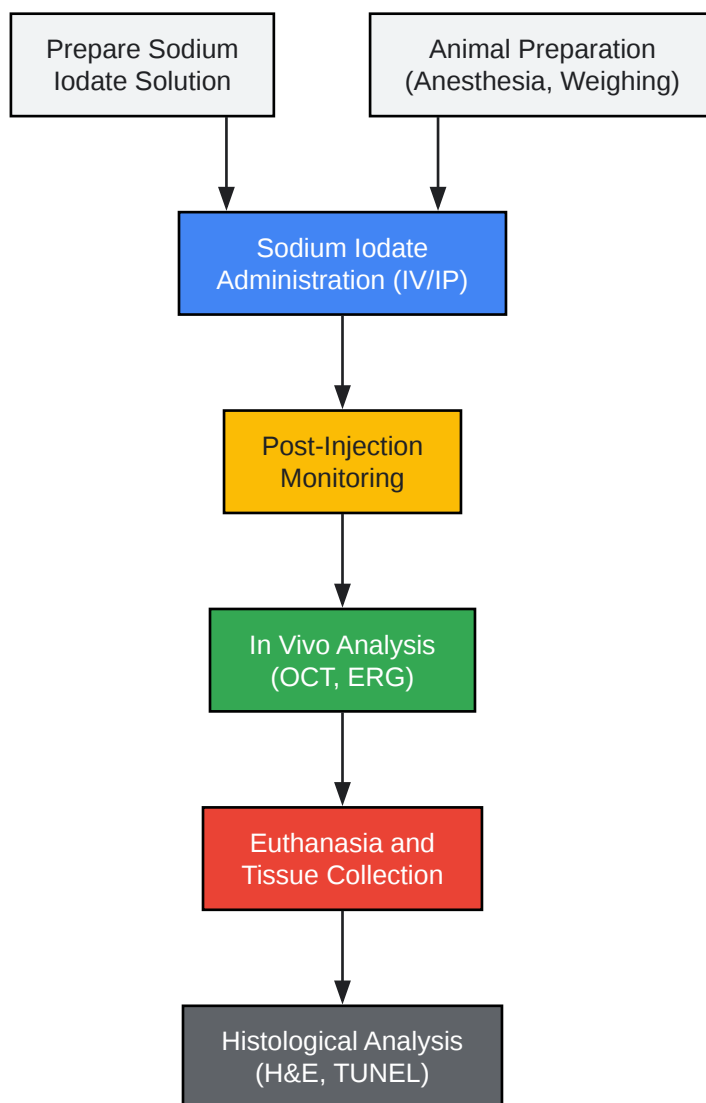 Prepare Sodium
Iodate Solution
Animal Preparation
(Anesthesia, Weighing)
Sodium Iodate
Administration (IV/IP)
Post-Injection
Monitoring
In Vivo Analysis
(OCT, ERG)
Euthanasia and
Tissue Collection
Histological Analysis
(H&E, TUNEL)